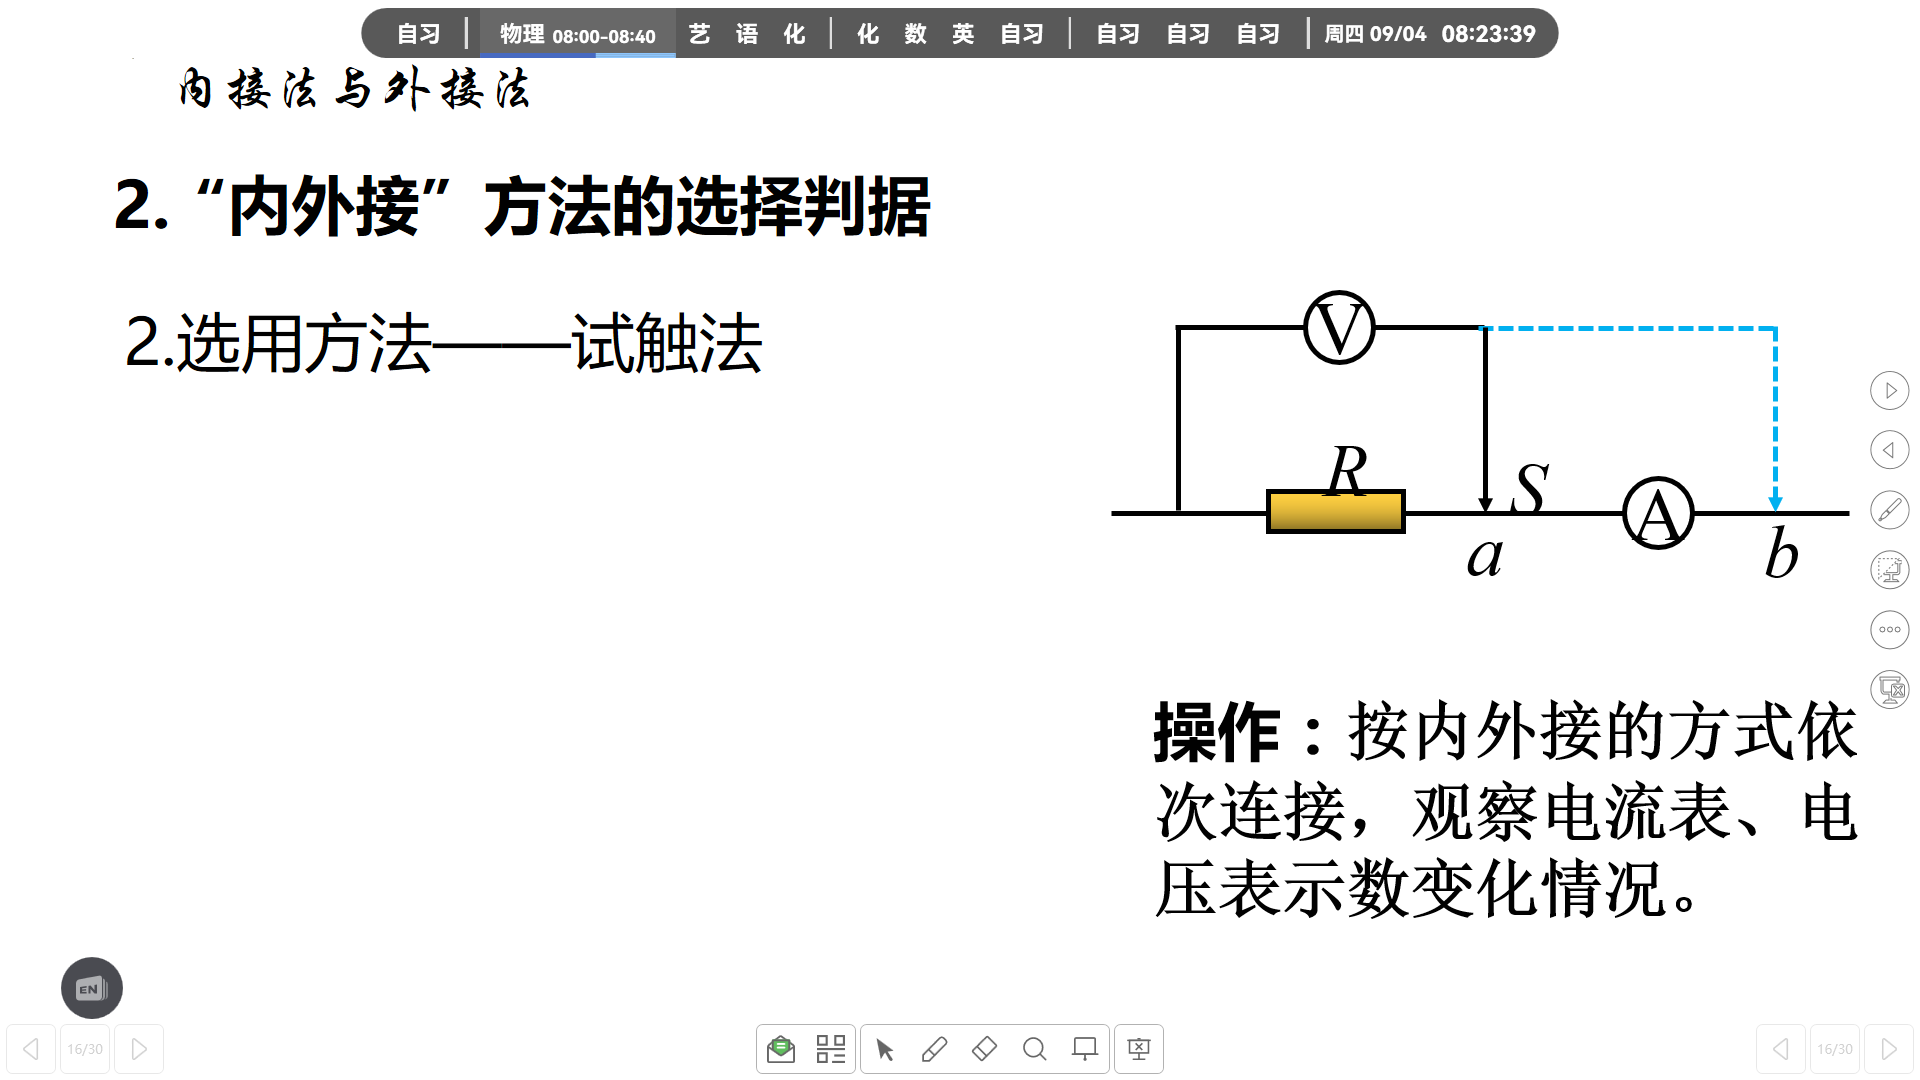 自习 | 物理 08:00-08:40 艺 语 化 | 化 数 英 自习 | 自习 自习 自习 | 周四 09/04 08:23:39
内接法与外接法
2. “内外接”方法的选择判据
2.选用方法——试触法
V
R
S
A
a
b
操作：按内外接的方式依
次连接，观察电流表、电
压表示数变化情况。
EN
16/30
16/30